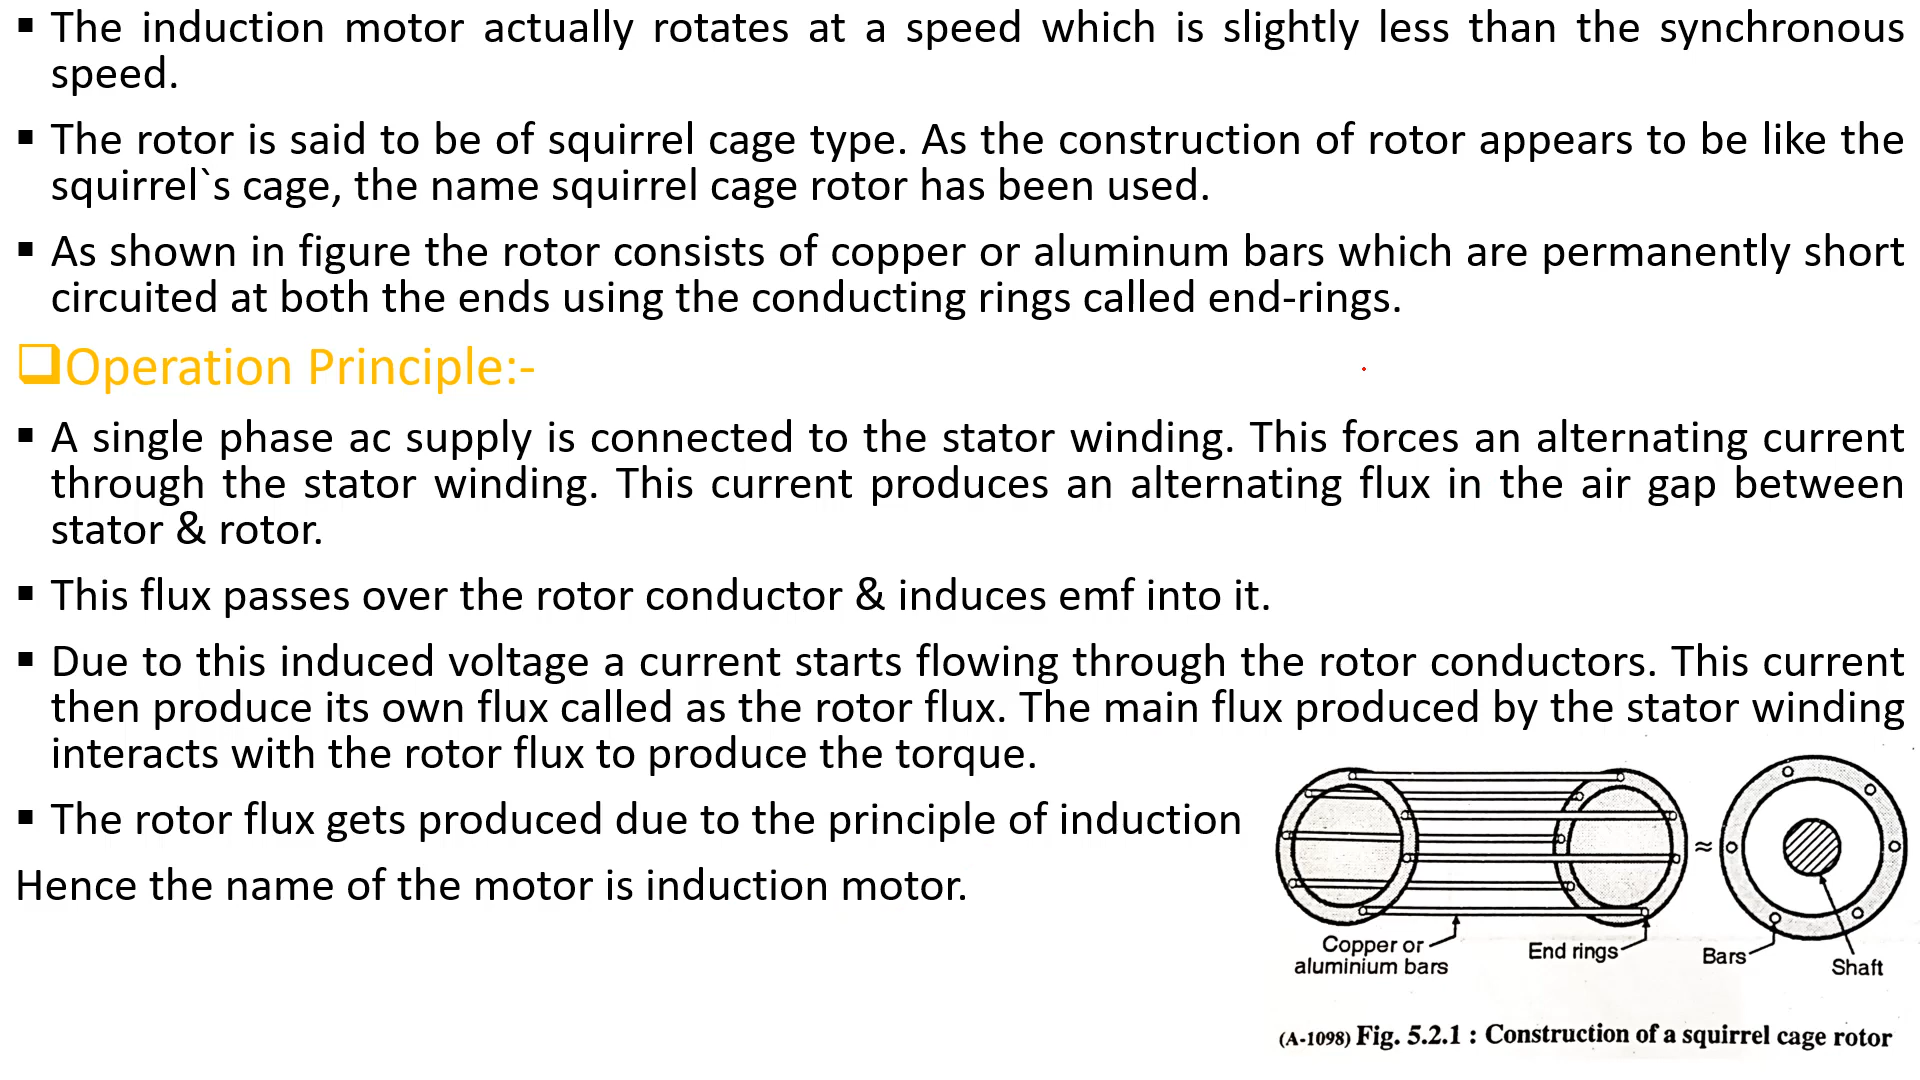 ▪ The induction motor actually rotates at a speed which is slightly less than the synchronous
speed.
▪ The rotor is said to be of squirrel cage type. As the construction of rotor appears to be like the
squirrel`s cage, the name squirrel cage rotor has been used.
▪ As shown in figure the rotor consists of copper or aluminum bars which are permanently short
circuited at both the ends using the conducting rings called end-rings.
❑Operation Principle:-
▪ A single phase ac supply is connected to the stator winding. This forces an alternating current
through the stator winding. This current produces an alternating flux in the air gap between
stator & rotor.
▪ This flux passes over the rotor conductor & induces emf into it.
▪ Due to this induced voltage a current starts flowing through the rotor conductors. This current
then produce its own flux called as the rotor flux. The main flux produced by the stator winding
interacts with the rotor flux to produce the torque.
▪ The rotor flux gets produced due to the principle of induction
Hence the name of the motor is induction motor.
≈
Copper or
aluminium bars
End rings
Bars
Shaft
(A-1098) Fig. 5.2.1 : Construction of a squirrel cage rotor